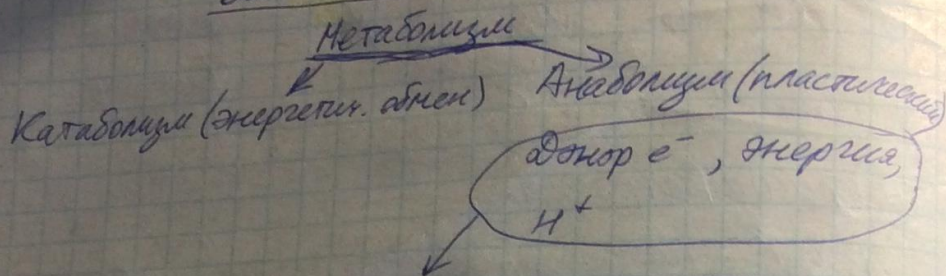 Метаболизм
Катаболизм (энергетич. обмен)
Анаболизм (пластический)
Донор e⁻, энергия,
H⁺